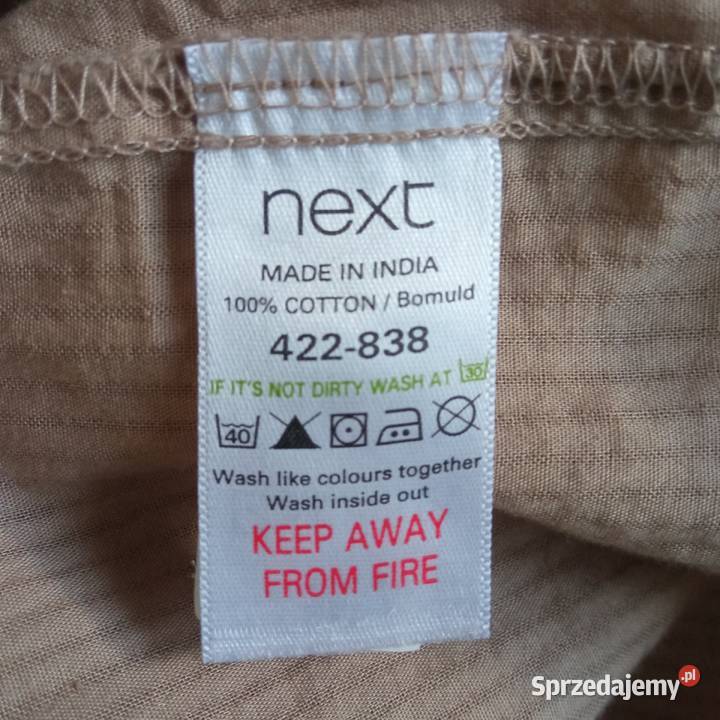 next
MADE IN INDIA
100% COTTON / Bomuld
422-838
IF IT'S NOT DIRTY WASH AT 30
40
Wash like colours together
Wash inside out
KEEP AWAY
FROM FIRE
Sprzedajemy.pl